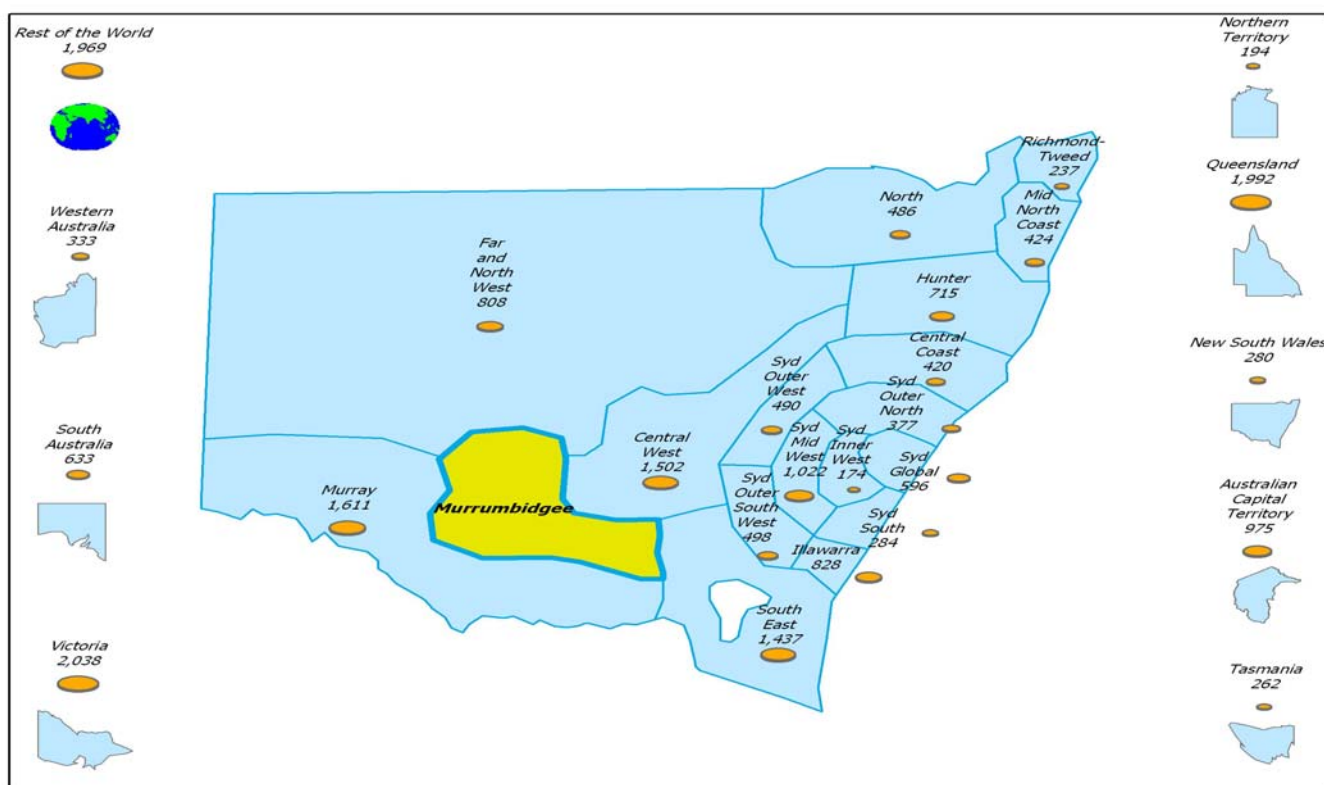 Rest of the World
1,969
Western
Australia
333
South
Australia
633
Victoria
2,038
Far
and
North
West
808
Murray
1,611
Murrumbidgee
Central
West
1,502
North
486
Richmond-
Tweed
237
Mid
North
Coast
424
Hunter
715
Central
Coast
420
Syd
Outer
West
490
Syd
Outer
North
377
Syd
Mid
West
1,022
Syd
Inner
West
174
Syd
Global
596
Syd
Outer
South
West
498
Syd
South
284
Illawarra
828
South
East
1,437
Northern
Territory
194
Queensland
1,992
New South Wales
280
Australian
Capital
Territory
975
Tasmania
262